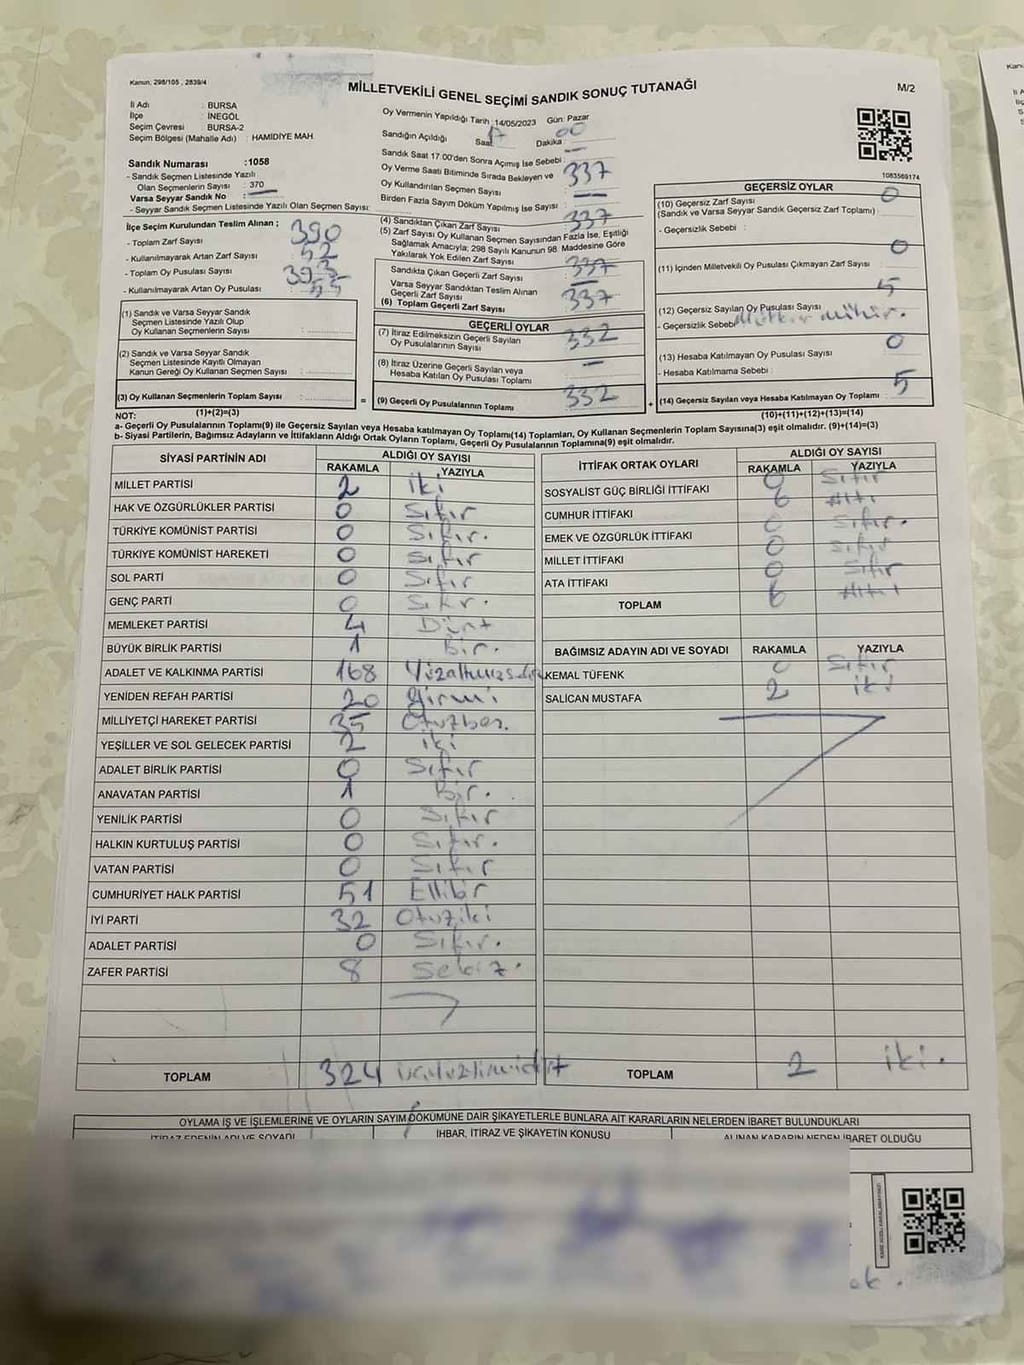 Kanun, 298/105 , 2839/4
MİLLETVEKİLİ GENEL SEÇİMİ SANDIK SONUÇ TUTANAĞI
M/2
İli Adı : BURSA
İlçe : İNEGÖL
Seçim Çevresi : BURSA-2
Seçim Bölgesi (Mahalle Adı) : HAMİDİYE MAH.
Sandık Numarası :1058
- Sandık Seçmen Listesinde Yazılı
Olan Seçmenlerin Sayısı : 370
Varsa Seyyar Sandık No : —
- Seyyar Sandık Seçmen Listesinde Yazılı Olan Seçmen Sayısı:
İlçe Seçim Kurulundan Teslim Alınan ;
- Toplam Zarf Sayısı : 390
- Kullanılmayarak Artan Zarf Sayısı : 52
- Toplam Oy Pusulası Sayısı : 393
- Kullanılmayarak Artan Oy Pusulası :
(1) Sandık ve Varsa Seyyar Sandık
Seçmen Listesinde Yazılı Olup
Oy Kullanan Seçmenlerin Sayısı :
(2) Sandık ve Varsa Seyyar Sandık
Seçmen Listesinde Kayıtlı Olmayan
Kanun Gereği Oy Kullanan Seçmen Sayısı :
(3) Oy Kullanan Seçmenlerin Toplam Sayısı :
Oy Vermenin Yapıldığı Tarih: 14/05/2023 Gün: Pazar
Sandığın Açıldığı Saat 17 Dakika : 00
Sandık Saat 17.00'den Sonra Açımış İse Sebebi : —
Oy Verme Saati Bitiminde Sırada Bekleyen ve
Oy Kullandırılan Seçmen Sayısı : 337
Birden Fazla Sayım Döküm Yapılmış İse Sayısı : —
(4) Sandıktan Çıkan Zarf Sayısı : 337
(5) Zarf Sayısı Oy Kullanan Seçmen Sayısından Fazla İse, Eşitliği
Sağlamak Amacıyla; 298 Sayılı Kanunun 98. Maddesine Göre
Yakılarak Yok Edilen Zarf Sayısı : —
Sandıkta Çıkan Geçerli Zarf Sayısı : 337
Varsa Seyyar Sandıktan Teslim Alınan
Geçerli Zarf Sayısı : —
(6) Toplam Geçerli Zarf Sayısı : 337
GEÇERLİ OYLAR
(7) İtiraz Edilmeksizin Geçerli Sayılan
Oy Pusulalarının Sayısı : 332
(8) İtiraz Üzerine Geçerli Sayılan veya
Hesaba Katılan Oy Pusulası Toplamı : —
= (9) Geçerli Oy Pusulalarının Toplamı : 332
1083569174
GEÇERSİZ OYLAR
(10) Geçersiz Zarf Sayısı : 0
(Sandık ve Varsa Seyyar Sandık Geçersiz Zarf Toplamı)
- Geçersizlik Sebebi :
(11) İçinden Milletvekili Oy Pusulası Çıkmayan Zarf Sayısı : 0
(12) Geçersiz Sayılan Oy Pusulası Sayısı : 5
- Geçersizlik Sebebi mühür.
(13) Hesaba Katılmayan Oy Pusulası Sayısı : 0
- Hesaba Katılmama Sebebi :
+ (14) Geçersiz Sayılan veya Hesaba Katılmayan Oy Toplamı : 5
NOT: (1)+(2)=(3) (10)+(11)+(12)+(13)=(14)
a- Geçerli Oy Pusulalarının Toplamı(9) ile Geçersiz Sayılan veya Hesaba katılmayan Oy Toplamı(14) Toplamları, Oy Kullanan Seçmenlerin Toplam Sayısına(3) eşit olmalıdır. (9)+(14)=(3)
b- Siyasi Partilerin, Bağımsız Adayların ve İttifakların Aldığı Ortak Oyların Toplamı, Geçerli Oy Pusulalarının Toplamına(9) eşit olmalıdır.
SİYASİ PARTİNİN ADI ALDIĞI OY SAYISI
RAKAMLA YAZIYLA
MİLLET PARTİSİ 2 iki
HAK VE ÖZGÜRLÜKLER PARTİSİ 0 Sıfır
TÜRKİYE KOMÜNİST PARTİSİ 0 Sıfır.
TÜRKİYE KOMÜNİST HAREKETİ 0 Sıfır
SOL PARTİ 0 Sıfır
GENÇ PARTİ 0 Sıfır.
MEMLEKET PARTİSİ 4 Dört
BÜYÜK BİRLİK PARTİSİ 1 Bir.
ADALET VE KALKINMA PARTİSİ 168
YENİDEN REFAH PARTİSİ 20 Yirmi
MİLLİYETÇİ HAREKET PARTİSİ 35 Otuzbeş.
YEŞİLLER VE SOL GELECEK PARTİSİ 2 iki
ADALET BİRLİK PARTİSİ 0 Sıfır
ANAVATAN PARTİSİ 1 Bir.
YENİLİK PARTİSİ 0 Sıfır
HALKIN KURTULUŞ PARTİSİ 0 Sıfır.
VATAN PARTİSİ 0 Sıfır
CUMHURİYET HALK PARTİSİ 51 Ellibir
İYİ PARTİ 32 Otuziki
ADALET PARTİSİ 0 Sıfır.
ZAFER PARTİSİ 8 Sekiz.
TOPLAM 324
İTTİFAK ORTAK OYLARI ALDIĞI OY SAYISI
RAKAMLA YAZIYLA
SOSYALİST GÜÇ BİRLİĞİ İTTİFAKI 0 Sıfır
CUMHUR İTTİFAKI 6 Altı
EMEK VE ÖZGÜRLÜK İTTİFAKI 0 Sıfır.
MİLLET İTTİFAKI 0 Sıfır
ATA İTTİFAKI 0 Sıfır
TOPLAM 6 Altı
BAĞIMSIZ ADAYIN ADI VE SOYADI RAKAMLA YAZIYLA
KEMAL TÜFENK 0 Sıfır
SALİCAN MUSTAFA 2 iki
TOPLAM 2 iki.
OYLAMA İŞ VE İŞLEMLERİNE VE OYLARIN SAYIM DÖKÜMÜNE DAİR ŞİKAYETLERLE BUNLARA AİT KARARLARIN NELERDEN İBARET BULUNDUKLARI
İTİRAZ EDENİN ADI VE SOYADI İHBAR, İTİRAZ VE ŞİKAYETİN KONUSU ALINAN KARARIN NEDEN İBARET OLDUĞU